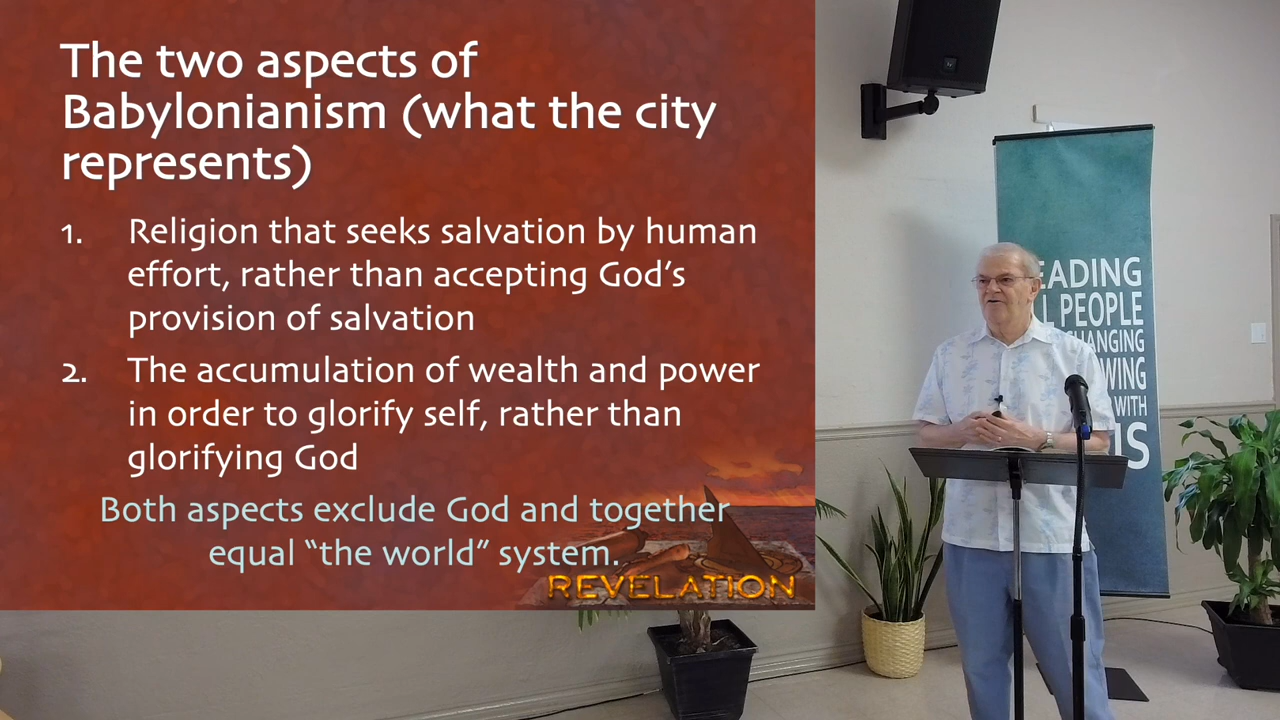 The two aspects of
Babylonianism (what the city
represents)
1. Religion that seeks salvation by human
effort, rather than accepting God's
provision of salvation
2. The accumulation of wealth and power
in order to glorify self, rather than
glorifying God
Both aspects exclude God and together
equal “the world” system.
REVELATION
EADING
PEOPLE
CHANGING
WING
WITH
IS